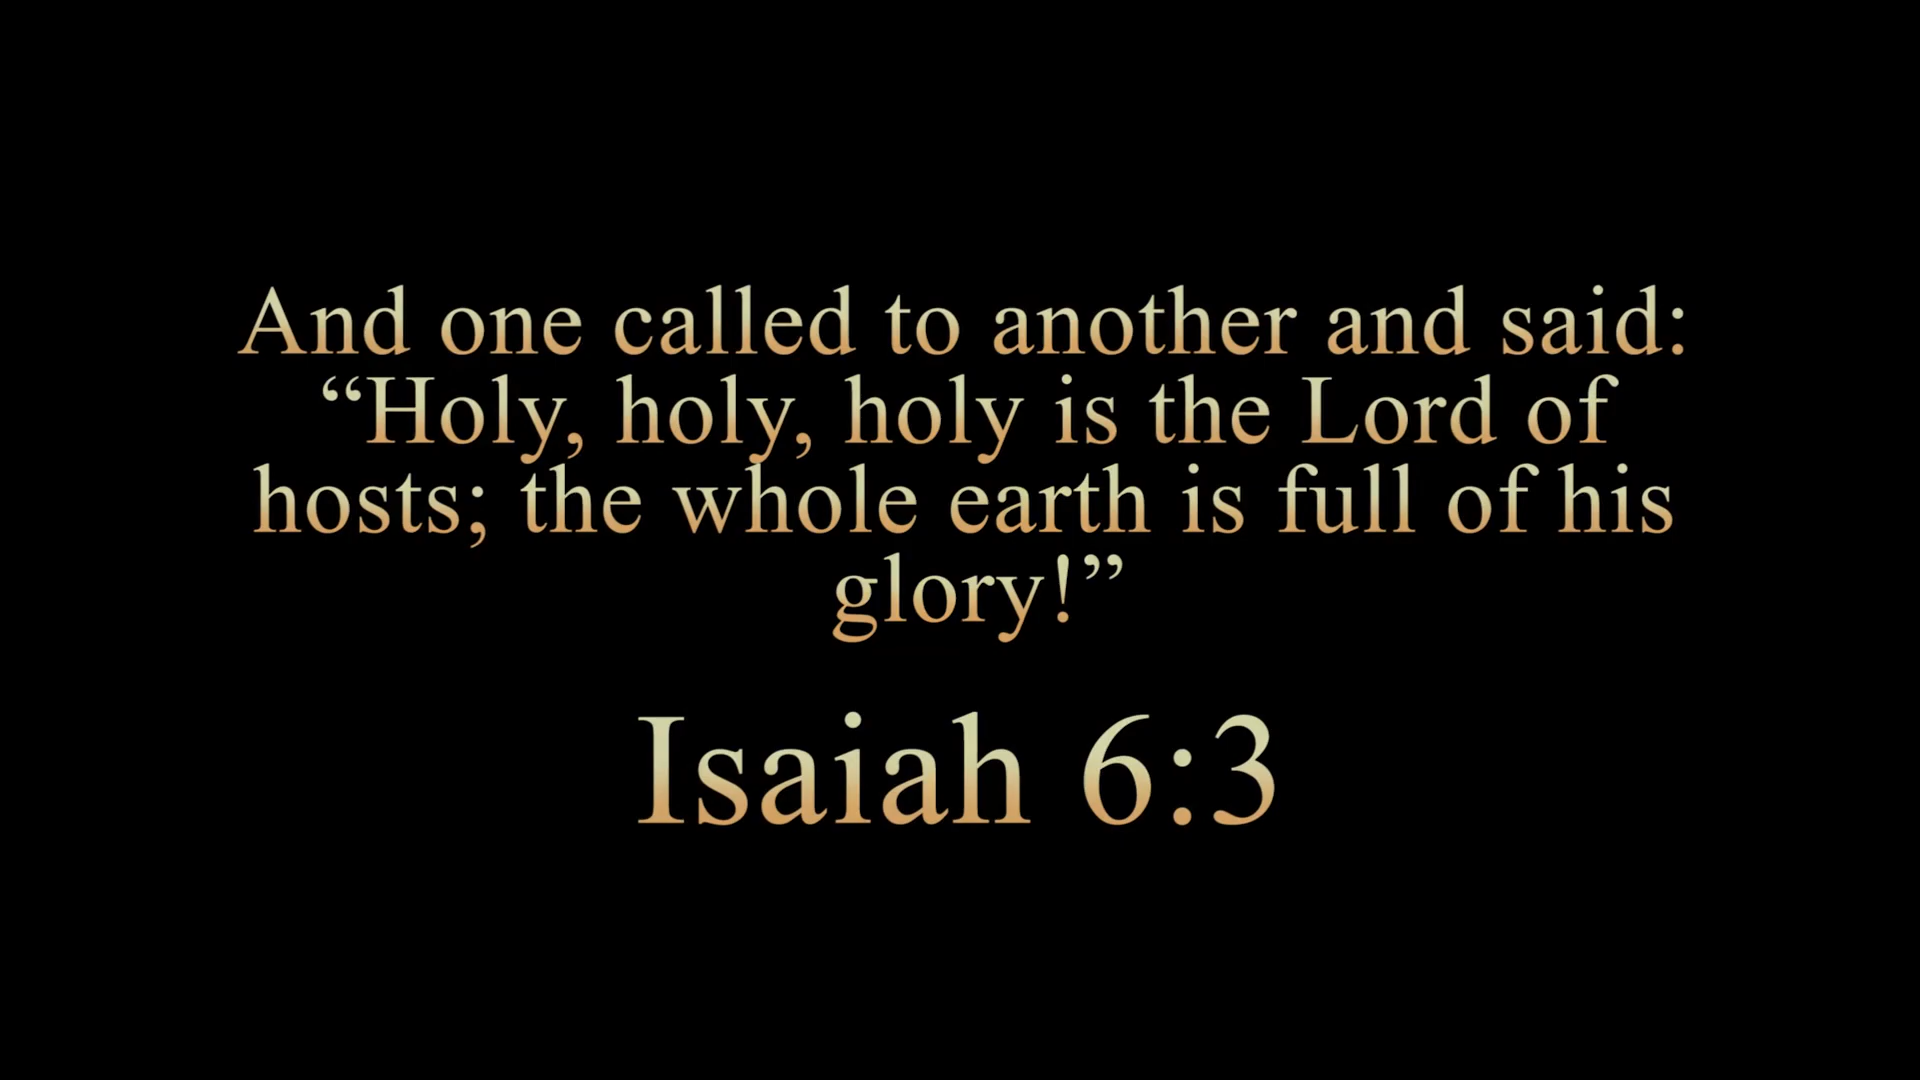 And one called to another and said:
“Holy, holy, holy is the Lord of
hosts; the whole earth is full of his
glory!”
Isaiah 6:3